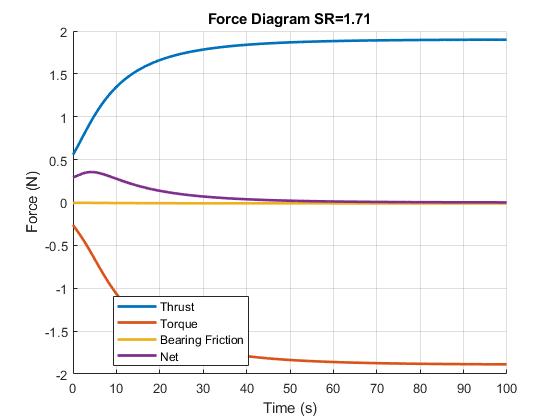 Force Diagram SR=1.71
2
1.5
1
0.5
0
-0.5
-1
-1.5
-2
Force (N)
Thrust
Torque
Bearing Friction
Net
0 10 20 30 40 50 60 70 80 90 100
Time (s)